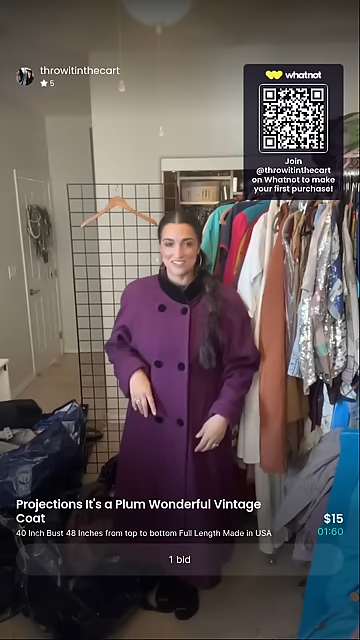 throwitinthecart
★ 5
whatnot
Join
@throwitinthecart
on Whatnot to make
your first purchase!
Projections It's a Plum Wonderful Vintage
Coat
$15
40 Inch Bust 48 Inches from top to bottom Full Length Made in USA
01:60
1 bid